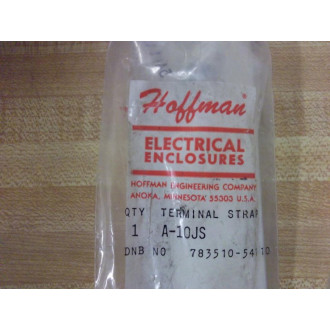 Hoffman
ELECTRICAL
ENCLOSURES
HOFFMAN ENGINEERING COMPANY
ANOKA, MINNESOTA 55303 U.S.A.
QTY TERMINAL STRAP
1 A-10JS
DNB NO